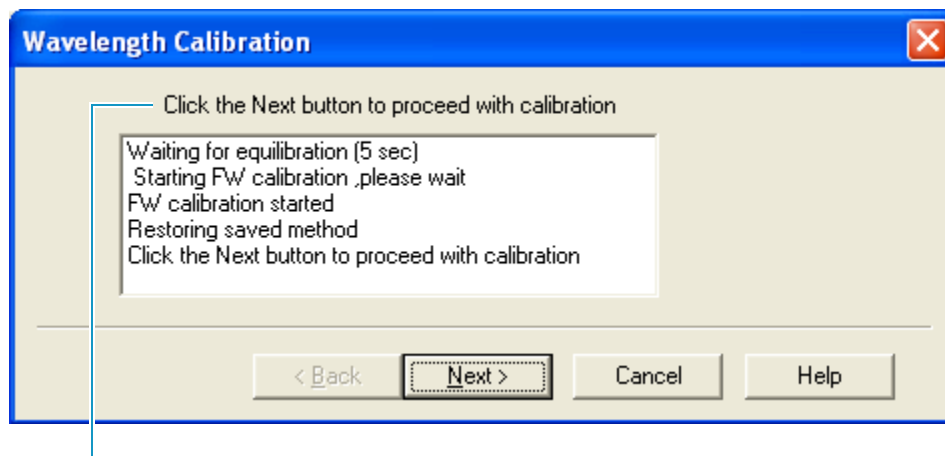 Wavelength Calibration
Click the Next button to proceed with calibration
Waiting for equilibration (5 sec)
Starting FW calibration ,please wait
FW calibration started
Restoring saved method
Click the Next button to proceed with calibration
< Back
Next >
Cancel
Help